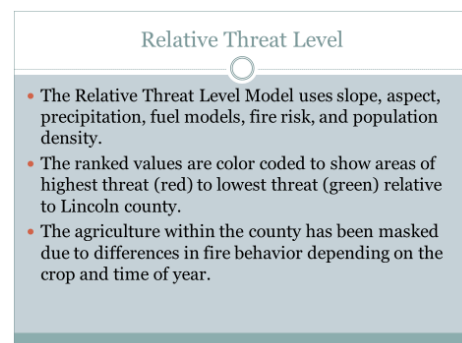 Relative Threat Level
• The Relative Threat Level Model uses slope, aspect,
precipitation, fuel models, fire risk, and population
density.
• The ranked values are color coded to show areas of
highest threat (red) to lowest threat (green) relative
to Lincoln county.
• The agriculture within the county has been masked
due to differences in fire behavior depending on the
crop and time of year.